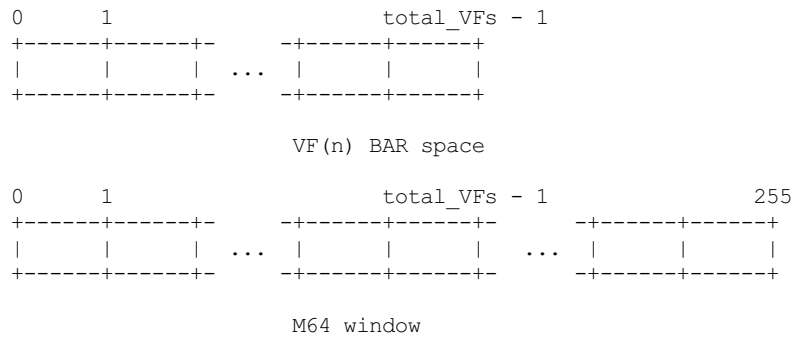 0      1                     total_VFs - 1
+------+------+-     -+------+------+
|      |      |  ...  |      |      |
+------+------+-     -+------+------+
VF(n) BAR space
0      1                     total_VFs - 1                255
+------+------+-     -+------+------+-      -+------+------+
|      |      |  ...  |      |      |   ...  |      |      |
+------+------+-     -+------+------+-      -+------+------+
M64 window